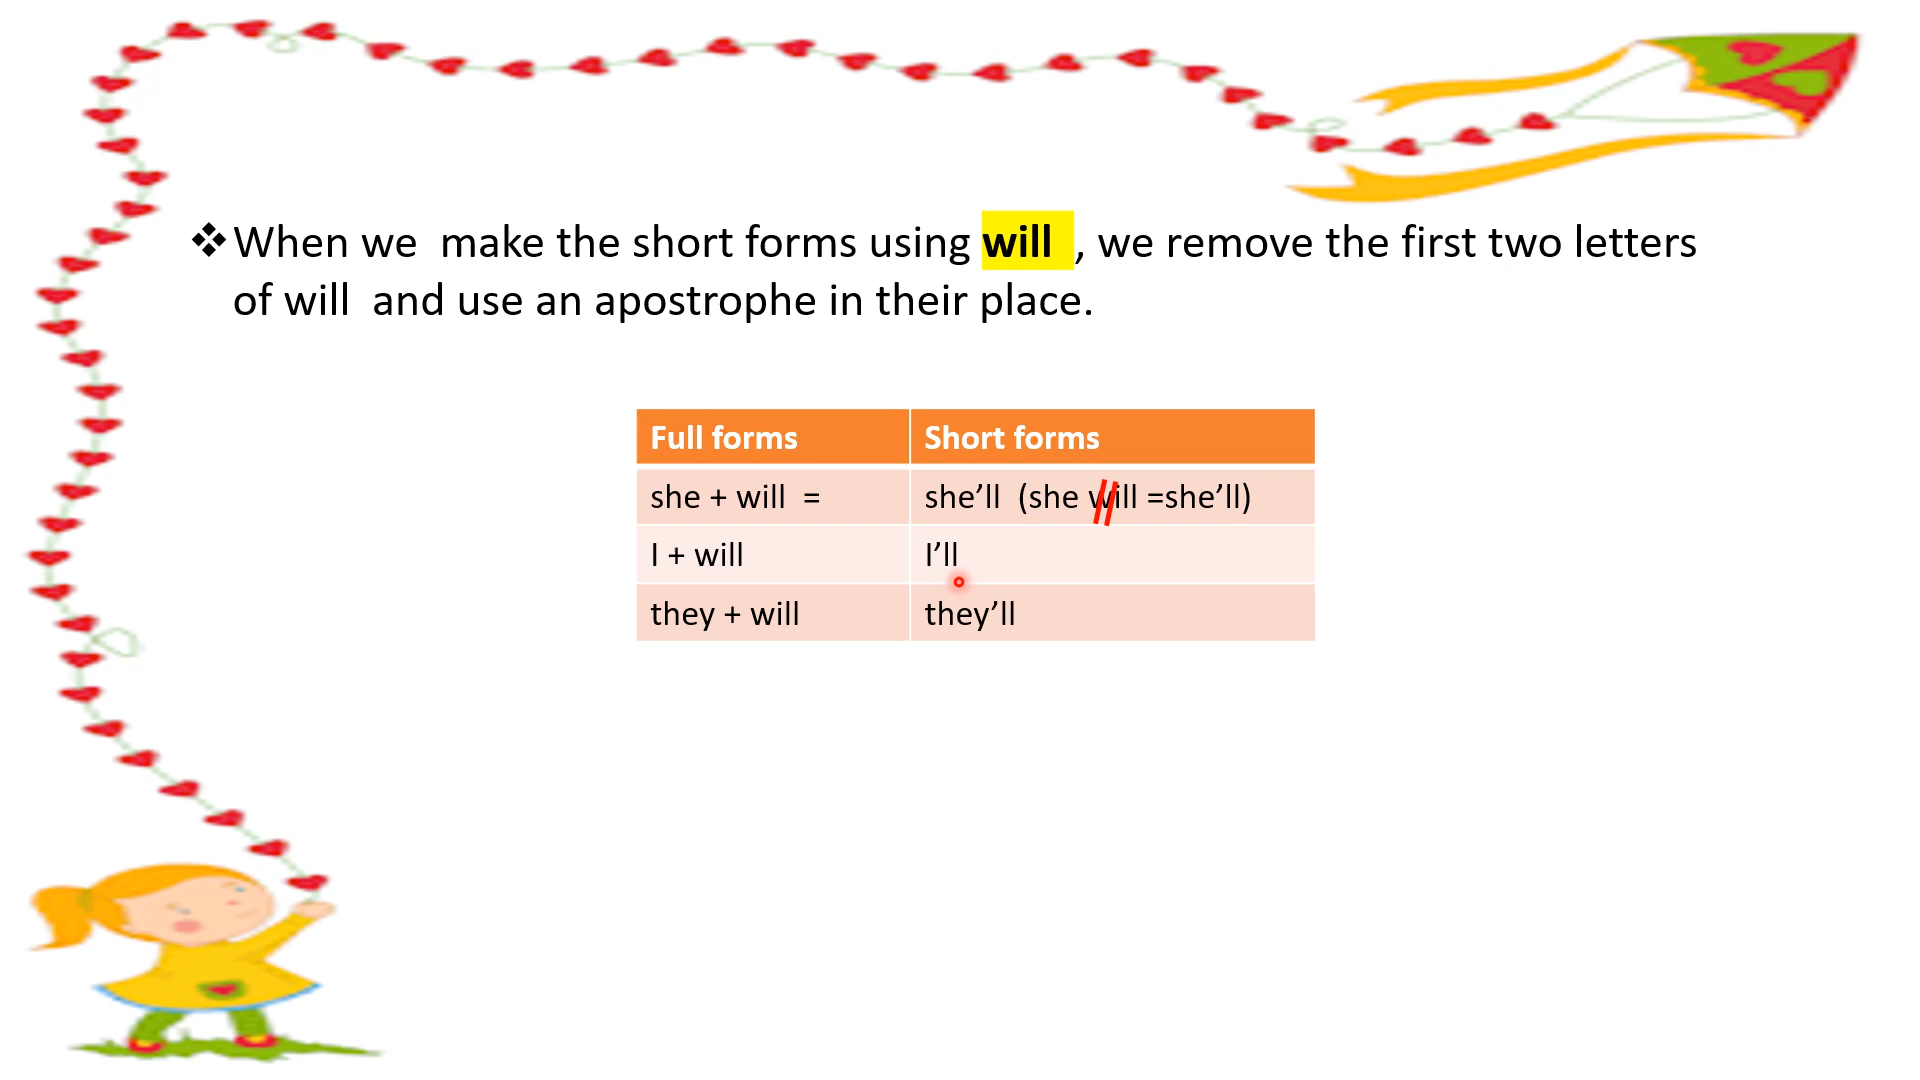 ❖When we make the short forms using will , we remove the first two letters
of will and use an apostrophe in their place.
Full forms Short forms
she + will = she’ll (she will =she’ll)
I + will I’ll
they + will they’ll